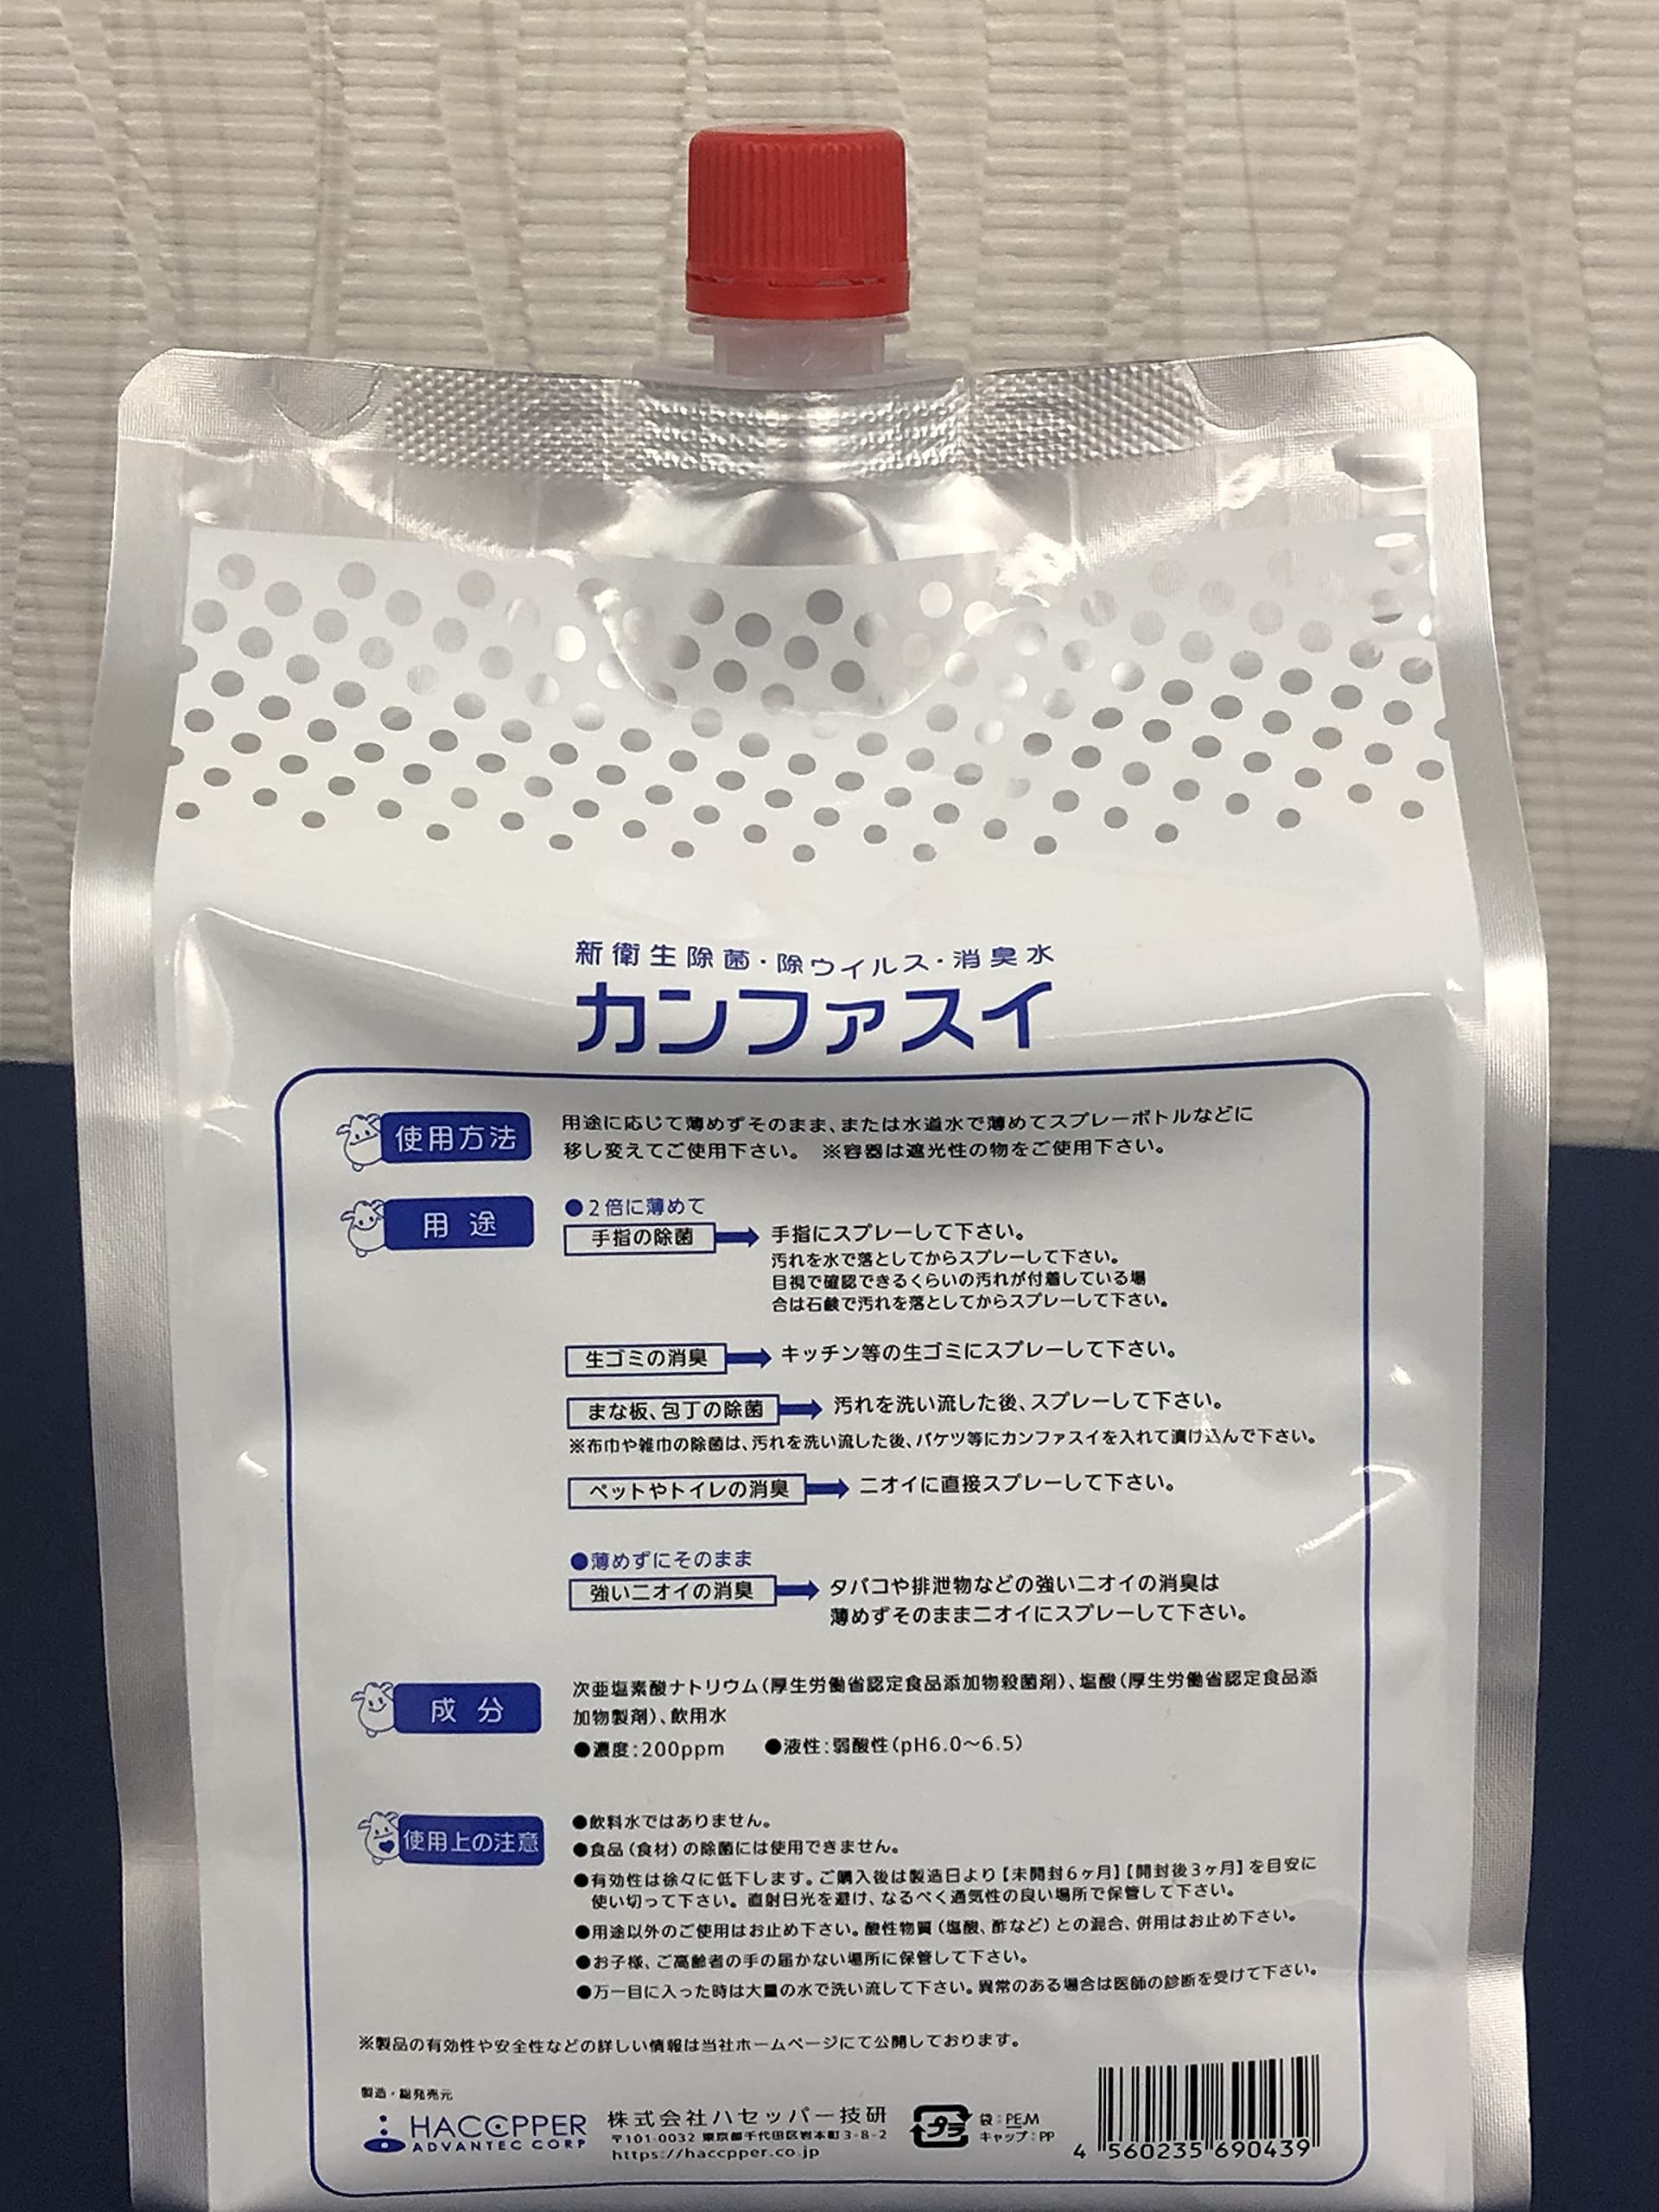 新衛生除菌・除ウイルス・消臭水
カンファスイ
使用方法
用途に応じて薄めずそのまま、または水道水で薄めてスプレーボトルなどに
移し変えてご使用下さい。 ※容器は遮光性の物をご使用下さい。
用途
●2倍に薄めて
手指の除菌 手指にスプレーして下さい。
汚れを水で落としてからスプレーして下さい。
目視で確認できるくらいの汚れが付着している場
合は石鹸で汚れを落としてからスプレーして下さい。
生ゴミの消臭 キッチン等の生ゴミにスプレーして下さい。
まな板、包丁の除菌 汚れを洗い流した後、スプレーして下さい。
※布巾や雑巾の除菌は、汚れを洗い流した後、バケツ等にカンファスイを入れて漬け込んで下さい。
ペットやトイレの消臭 ニオイに直接スプレーして下さい。
●薄めずにそのまま
強いニオイの消臭 タバコや排泄物などの強いニオイの消臭は
薄めずそのままニオイにスプレーして下さい。
成分
次亜塩素酸ナトリウム(厚生労働省認定食品添加物殺菌剤)、塩酸(厚生労働省認定食品添
加物製剤)、飲用水
●濃度:200ppm ●液性:弱酸性(pH6.0〜6.5)
使用上の注意
●飲料水ではありません。
●食品(食材)の除菌には使用できません。
●有効性は徐々に低下します。ご購入後は製造日より【未開封6ヶ月】【開封後3ヶ月】を目安に
使い切って下さい。直射日光を避け、なるべく通気性の良い場所で保管して下さい。
●用途以外のご使用はお止め下さい。酸性物質(塩酸、酢など)との混合、併用はお止め下さい。
●お子様、ご高齢者の手の届かない場所に保管して下さい。
●万一目に入った時は大量の水で洗い流して下さい。異常のある場合は医師の診断を受けて下さい。
※製品の有効性や安全性などの詳しい情報は当社ホームページにて公開しております。
製造・総発売元
HACCPPER
ADVANTEC CORP
株式会社ハセッパー技研
〒101-0032 東京都千代田区岩本町3-8-2
https://haccpper.co.jp
プラ
袋:PE,M
キャップ:PP
4 560235 690439